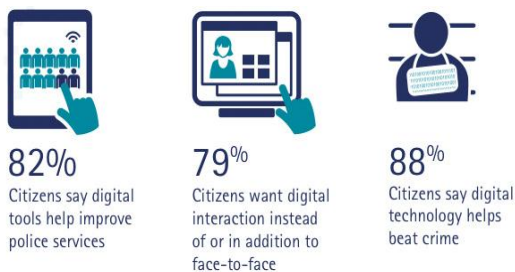 82%
Citizens say digital
tools help improve
police services
79%
Citizens want digital
interaction instead
of or in addition to
face-to-face
88%
Citizens say digital
technology helps
beat crime